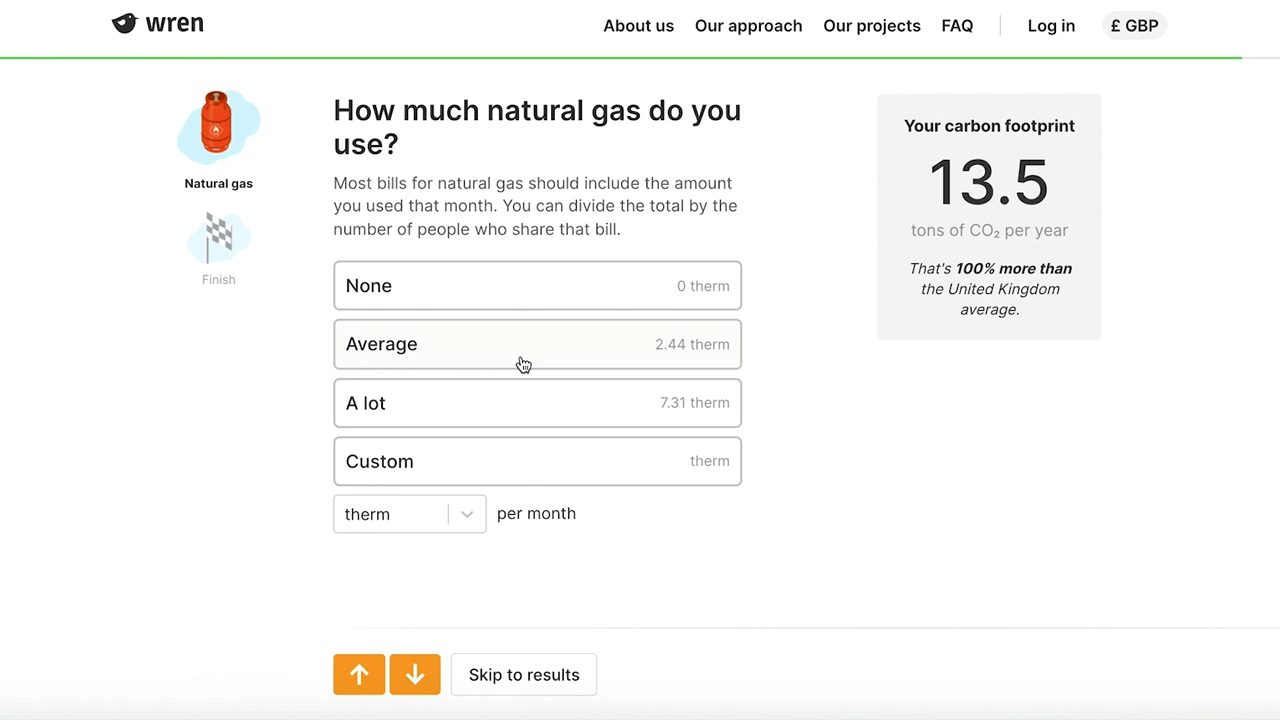 wren
About us
Our approach
Our projects
FAQ
Log in
£ GBP
Natural gas
Finish
How much natural gas do you
use?
Most bills for natural gas should include the amount
you used that month. You can divide the total by the
number of people who share that bill.
None 0 therm
Average 2.44 therm
A lot 7.31 therm
Custom therm
therm per month
Skip to results
Your carbon footprint
13.5
tons of CO₂ per year
That's 100% more than
the United Kingdom
average.